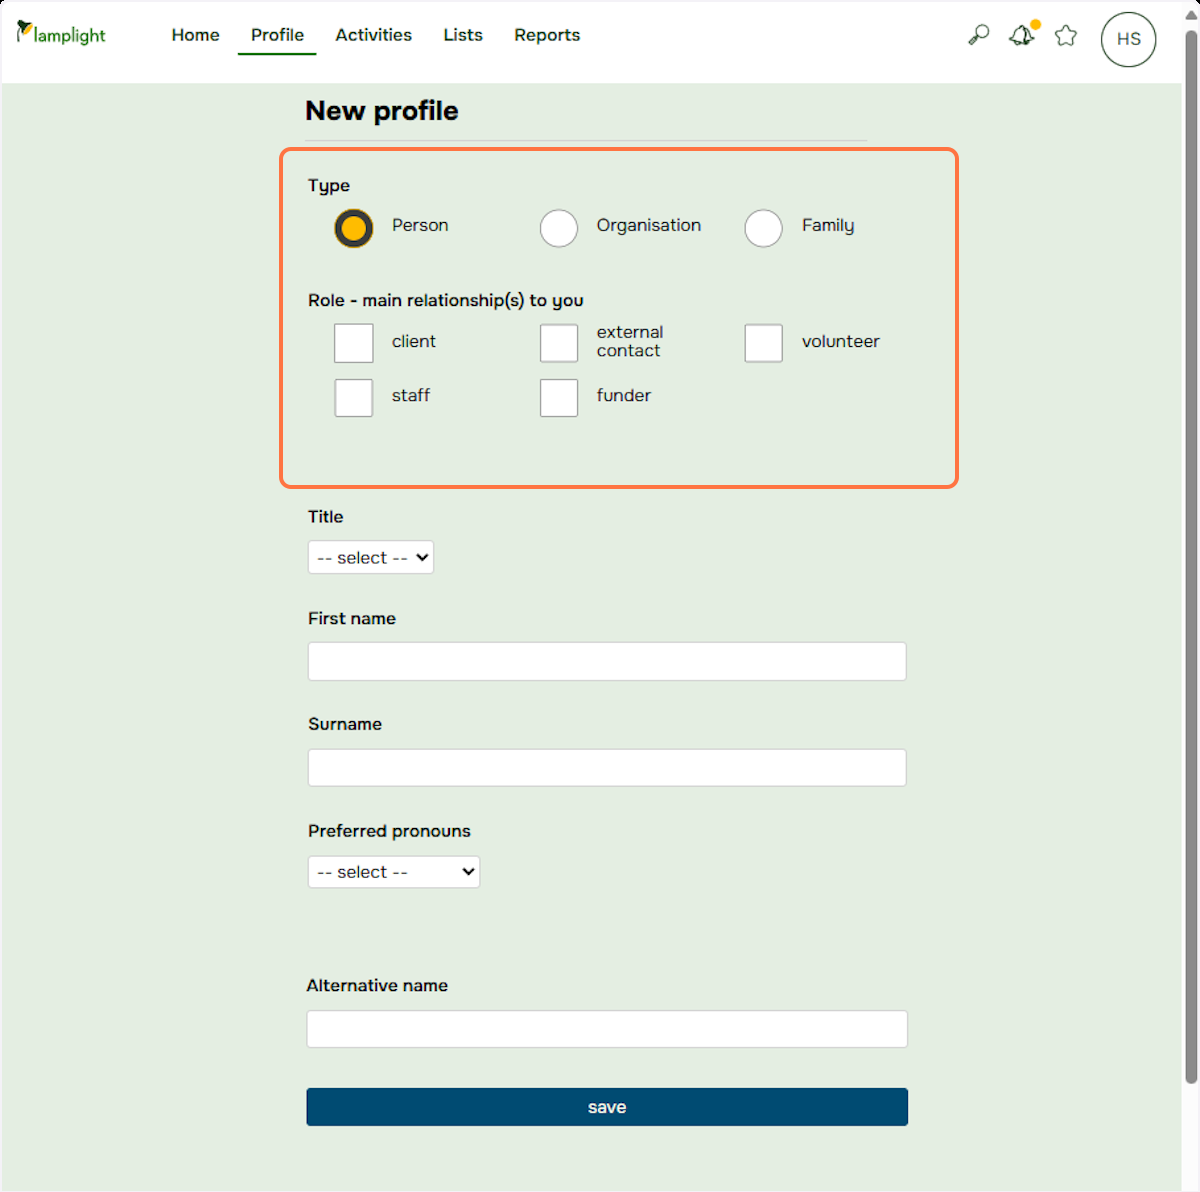 lamplight Home Profile Activities Lists Reports HS
New profile
Type
Person Organisation Family
Role - main relationship(s) to you
client external contact volunteer
staff funder
Title
-- select --
First name
Surname
Preferred pronouns
-- select --
Alternative name
save